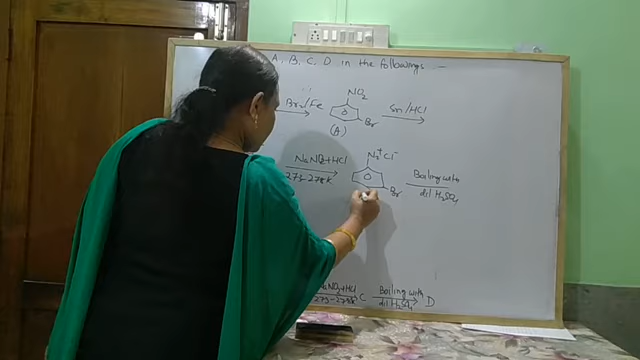 A, B, C, D in the followings :-
Br₂/Fe NO₂ Br (A) Sn/HCl
NaNO₂+HCl 273-278K N₂⁺Cl⁻ Br Boiling with dil H₂SO₄
NaNO₂+HCl 273-278K C Boiling with dil H₂SO₄ D